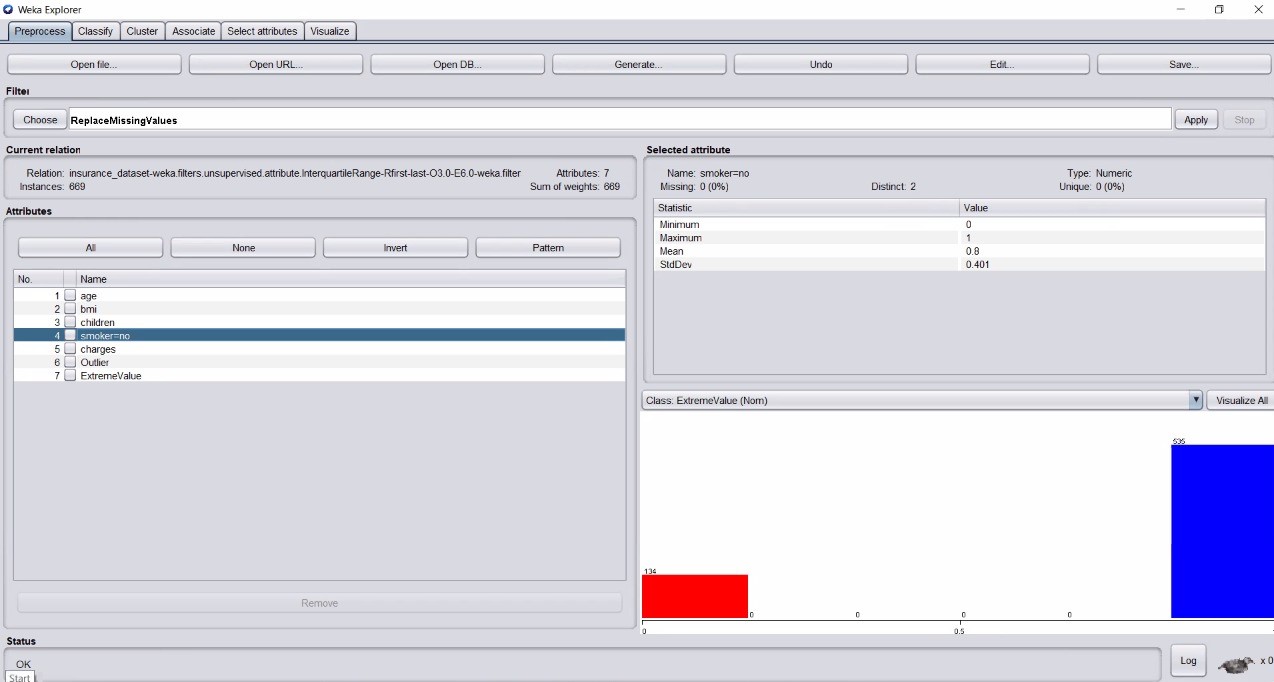 Weka Explorer
Preprocess Classify Cluster Associate Select attributes Visualize
Open file... Open URL... Open DB... Generate... Undo Edit... Save...
Filter
Choose ReplaceMissingValues Apply Stop
Current relation
Relation: insurance_dataset-weka.filters.unsupervised.attribute.InterquartileRange-Rfirst-last-O3.0-E6.0-weka.filter Attributes: 7
Instances: 669 Sum of weights: 669
Attributes
All None Invert Pattern
No. Name
1 age
2 bmi
3 children
4 smoker=no
5 charges
6 Outlier
7 ExtremeValue
Remove
Selected attribute
Name: smoker=no Type: Numeric
Missing: 0 (0%) Distinct: 2 Unique: 0 (0%)
Statistic Value
Minimum 0
Maximum 1
Mean 0.8
StdDev 0.401
Class: ExtremeValue (Nom) Visualize All
535
134
0 0 0 0
0 0.5
Status
OK
Start
Log x 0